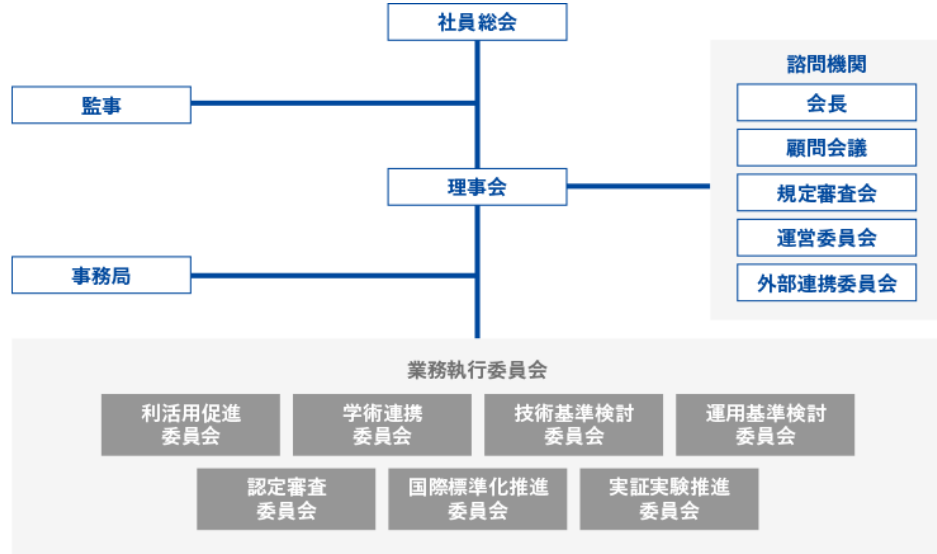 社員総会
諮問機関
監事
会長
顧問会議
理事会
規定審査会
運営委員会
事務局
外部連携委員会
業務執行委員会
利活用促進
委員会
学術連携
委員会
技術基準検討
委員会
運用基準検討
委員会
認定審査
委員会
国際標準化推進
委員会
実証実験推進
委員会